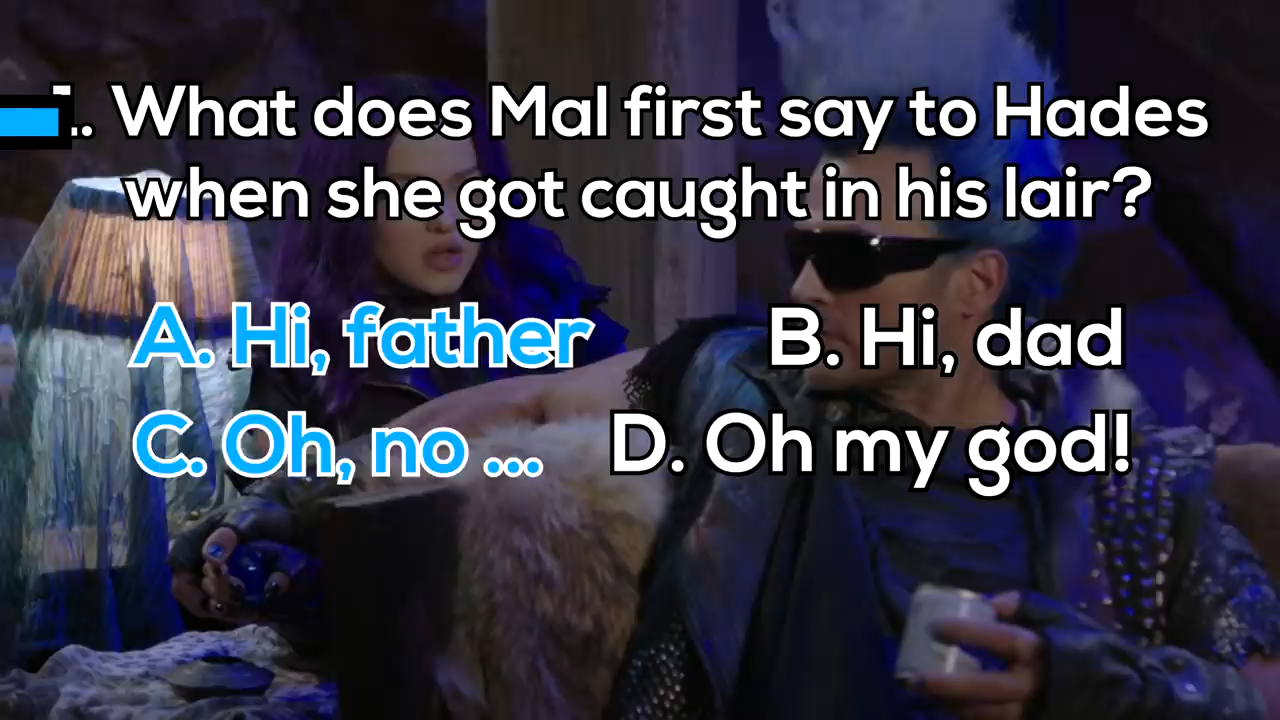 1. What does Mal first say to Hades
when she got caught in his lair?
A. Hi, father B. Hi, dad
C. Oh, no ... D. Oh my god!